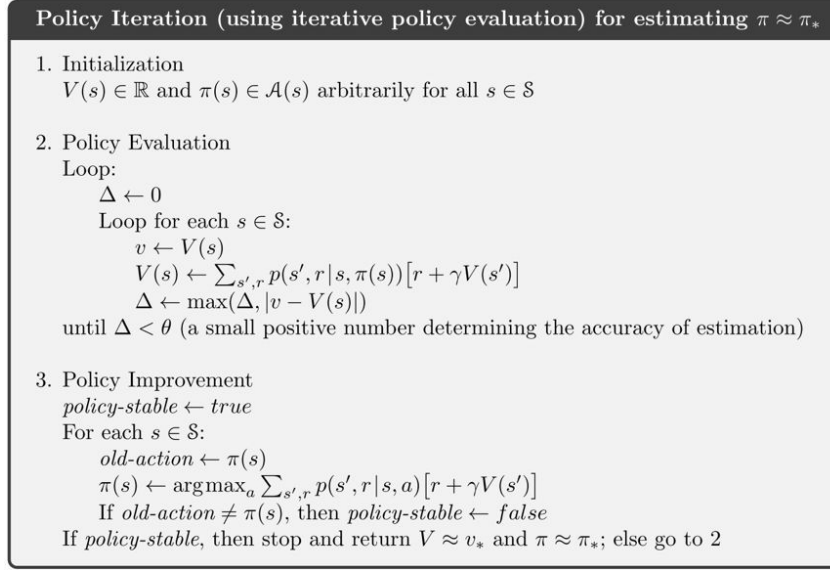 Policy Iteration (using iterative policy evaluation) for estimating π ≈ π∗
1. Initialization
V(s) ∈ ℝ and π(s) ∈ 𝒜(s) arbitrarily for all s ∈ 𝒮
2. Policy Evaluation
Loop:
Δ ← 0
Loop for each s ∈ 𝒮:
v ← V(s)
V(s) ← ∑_{s′,r} p(s′, r|s, π(s))[r + γV(s′)]
Δ ← max(Δ, |v − V(s)|)
until Δ < θ (a small positive number determining the accuracy of estimation)
3. Policy Improvement
policy-stable ← true
For each s ∈ 𝒮:
old-action ← π(s)
π(s) ← argmax_a ∑_{s′,r} p(s′, r|s, a)[r + γV(s′)]
If old-action ≠ π(s), then policy-stable ← false
If policy-stable, then stop and return V ≈ v∗ and π ≈ π∗; else go to 2